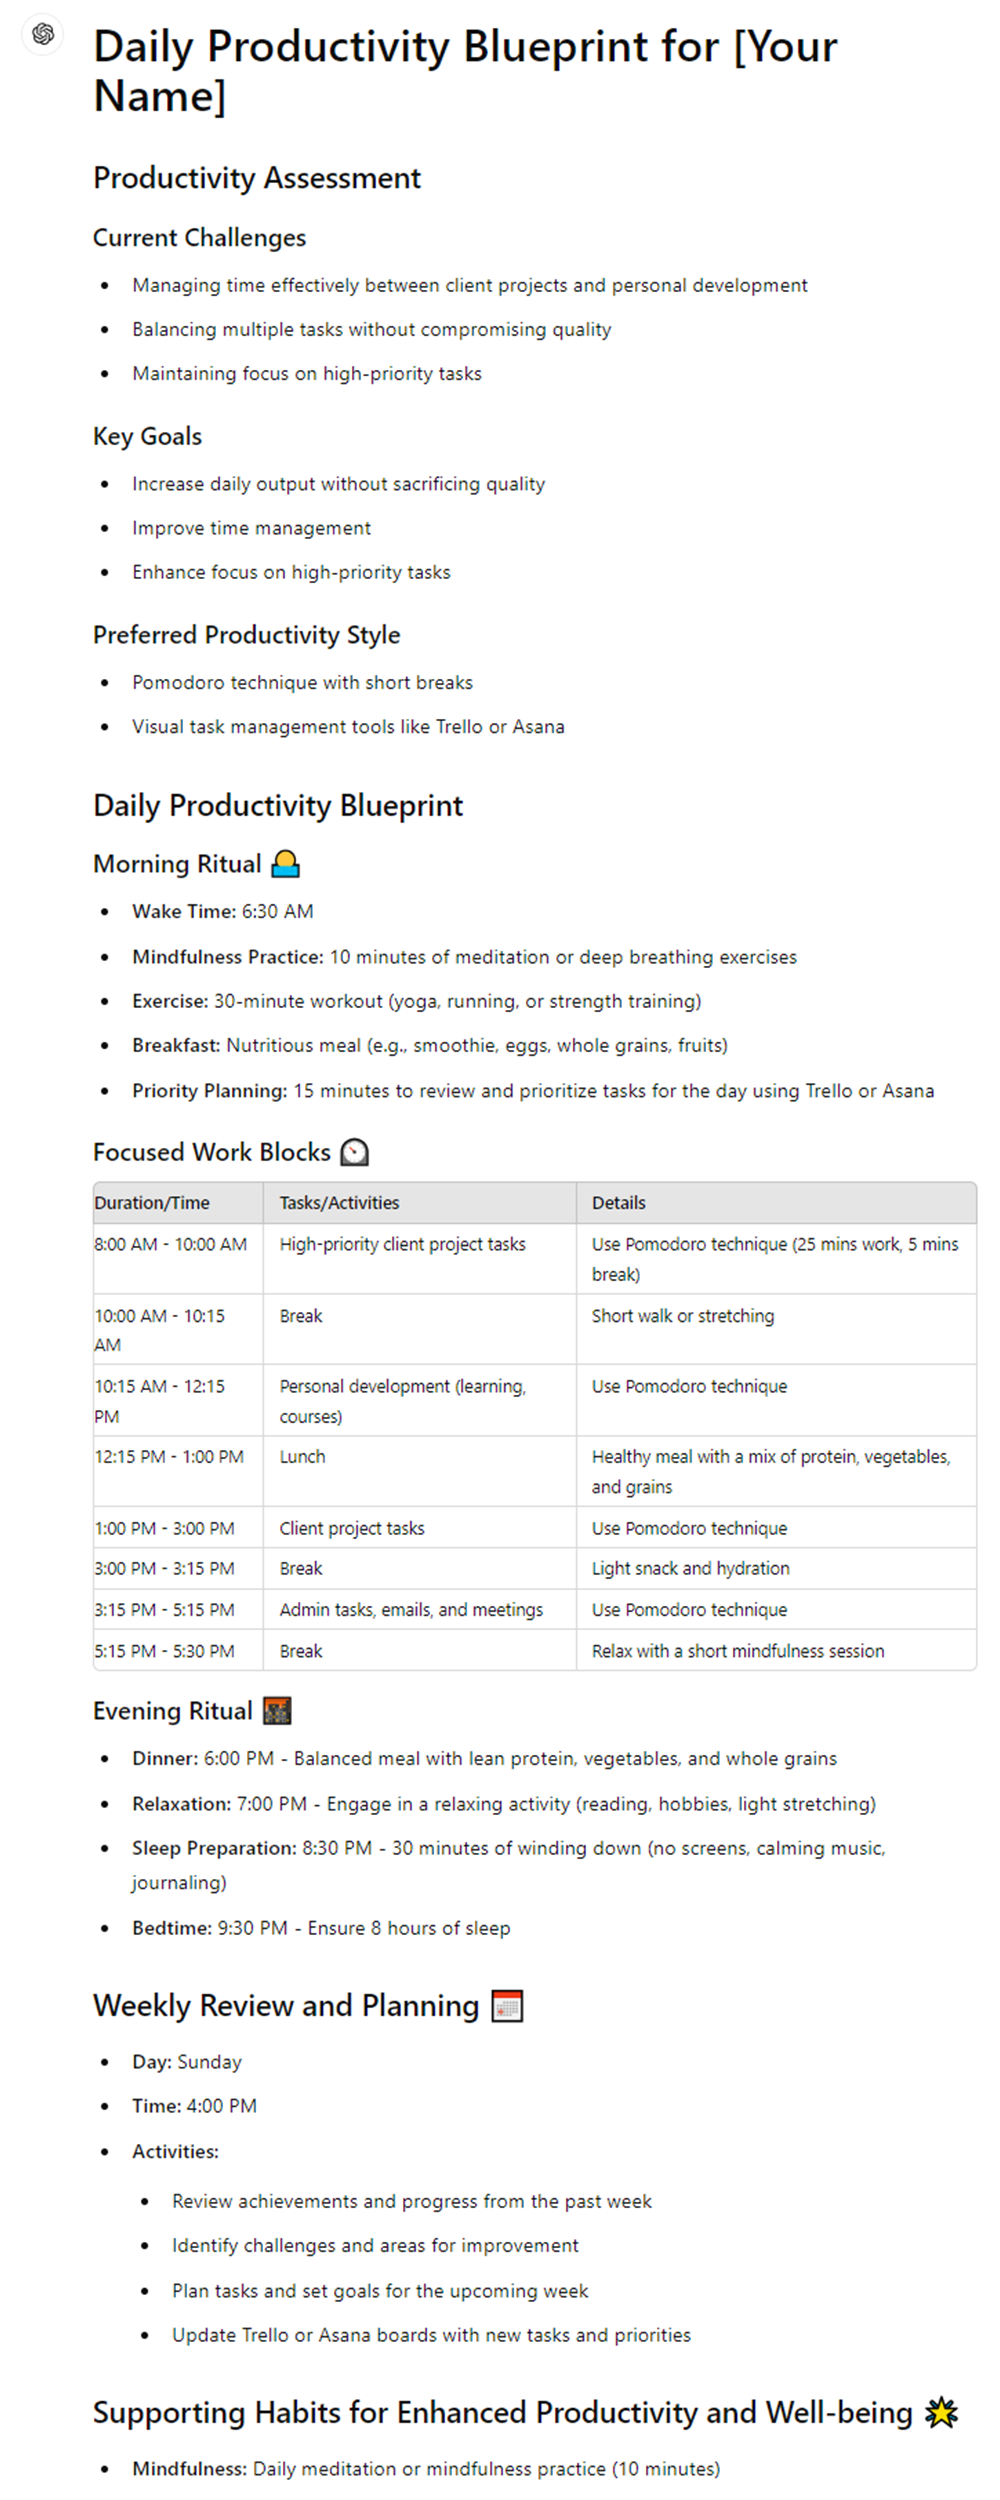 Daily Productivity Blueprint for [Your
Name]
Productivity Assessment
Current Challenges
• Managing time effectively between client projects and personal development
• Balancing multiple tasks without compromising quality
• Maintaining focus on high-priority tasks
Key Goals
• Increase daily output without sacrificing quality
• Improve time management
• Enhance focus on high-priority tasks
Preferred Productivity Style
• Pomodoro technique with short breaks
• Visual task management tools like Trello or Asana
Daily Productivity Blueprint
Morning Ritual
• Wake Time: 6:30 AM
• Mindfulness Practice: 10 minutes of meditation or deep breathing exercises
• Exercise: 30-minute workout (yoga, running, or strength training)
• Breakfast: Nutritious meal (e.g., smoothie, eggs, whole grains, fruits)
• Priority Planning: 15 minutes to review and prioritize tasks for the day using Trello or Asana
Focused Work Blocks
Duration/Time Tasks/Activities Details
8:00 AM - 10:00 AM High-priority client project tasks Use Pomodoro technique (25 mins work, 5 mins
break)
10:00 AM - 10:15 Break Short walk or stretching
AM
10:15 AM - 12:15 Personal development (learning, Use Pomodoro technique
PM courses)
12:15 PM - 1:00 PM Lunch Healthy meal with a mix of protein, vegetables,
and grains
1:00 PM - 3:00 PM Client project tasks Use Pomodoro technique
3:00 PM - 3:15 PM Break Light snack and hydration
3:15 PM - 5:15 PM Admin tasks, emails, and meetings Use Pomodoro technique
5:15 PM - 5:30 PM Break Relax with a short mindfulness session
Evening Ritual
• Dinner: 6:00 PM - Balanced meal with lean protein, vegetables, and whole grains
• Relaxation: 7:00 PM - Engage in a relaxing activity (reading, hobbies, light stretching)
• Sleep Preparation: 8:30 PM - 30 minutes of winding down (no screens, calming music,
journaling)
• Bedtime: 9:30 PM - Ensure 8 hours of sleep
Weekly Review and Planning
• Day: Sunday
• Time: 4:00 PM
• Activities:
• Review achievements and progress from the past week
• Identify challenges and areas for improvement
• Plan tasks and set goals for the upcoming week
• Update Trello or Asana boards with new tasks and priorities
Supporting Habits for Enhanced Productivity and Well-being
• Mindfulness: Daily meditation or mindfulness practice (10 minutes)